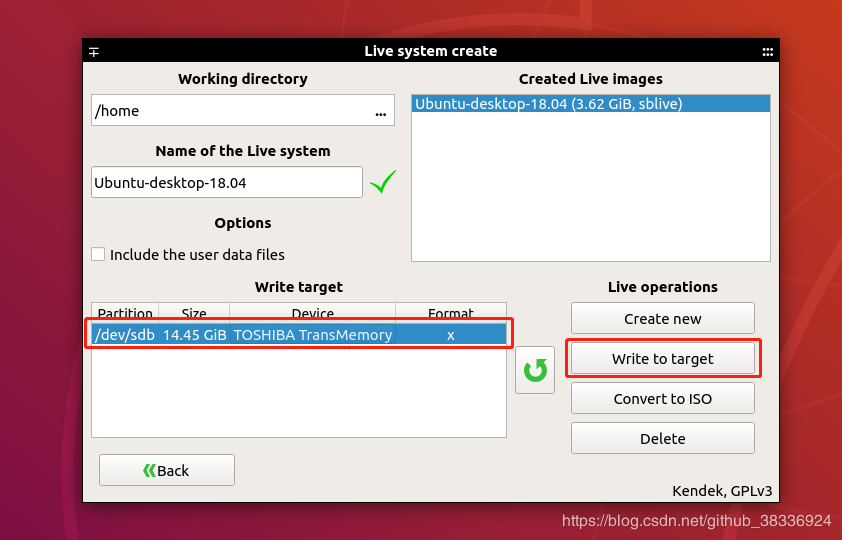 Live system create
Working directory
/home
...
Name of the Live system
Ubuntu-desktop-18.04
Options
Include the user data files
Created Live images
Ubuntu-desktop-18.04 (3.62 GiB, sblive)
Write target
Partition Size Device Format
/dev/sdb 14.45 GiB TOSHIBA TransMemory x
Live operations
Create new
Write to target
Convert to ISO
Delete
Back
Kendek, GPLv3
https://blog.csdn.net/github_38336924